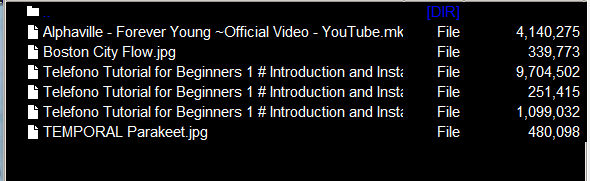 .. [DIR]
Alphaville - Forever Young ~Official Video - YouTube.mk File 4,140,275
Boston City Flow.jpg File 339,773
Telefono Tutorial for Beginners 1 # Introduction and Insta File 9,704,502
Telefono Tutorial for Beginners 1 # Introduction and Insta File 251,415
Telefono Tutorial for Beginners 1 # Introduction and Insta File 1,099,032
TEMPORAL Parakeet.jpg File 480,098